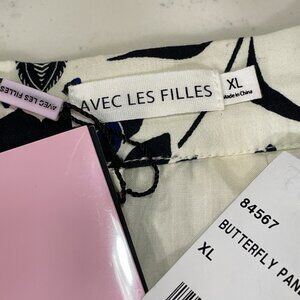 AVEC LES FILLES
XL
Made in China
AVEC LES FILLES
84567
BUTTERFLY PAN
XL